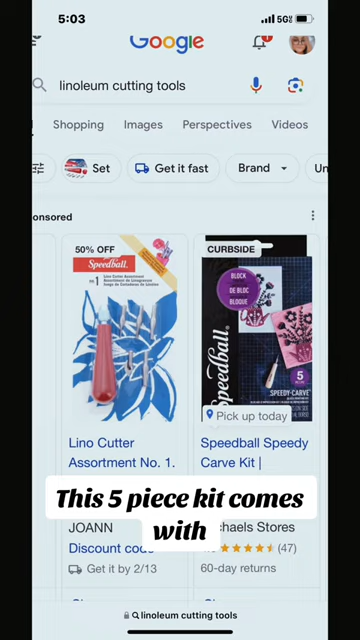 5:03
5G
Google
linoleum cutting tools
Shopping Images Perspectives Videos
Set Get it fast Brand Un
onsored
50% OFF
Lino Cutter Assortment
Speedball
CURBSIDE
BLOCK
DE BLOC
BLOQUE
Speedball
5
SPEEDY-CARVE
Pick up today
Lino Cutter
Assortment No. 1.
Speedball Speedy
Carve Kit |
This 5 piece kit comes
with
JOANN
chaels Stores
Discount code
(47)
Get it by 2/13
60-day returns
linoleum cutting tools